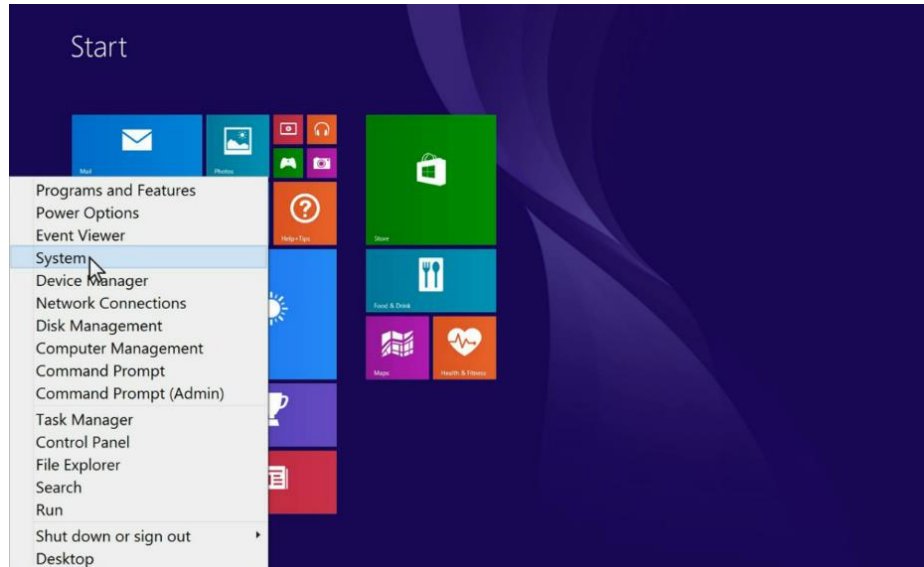 Start
Mail
Photos
Help+Tips
Store
Food & Drink
Maps
Health & Fitness
Programs and Features
Power Options
Event Viewer
System
Device Manager
Network Connections
Disk Management
Computer Management
Command Prompt
Command Prompt (Admin)
Task Manager
Control Panel
File Explorer
Search
Run
Shut down or sign out
Desktop